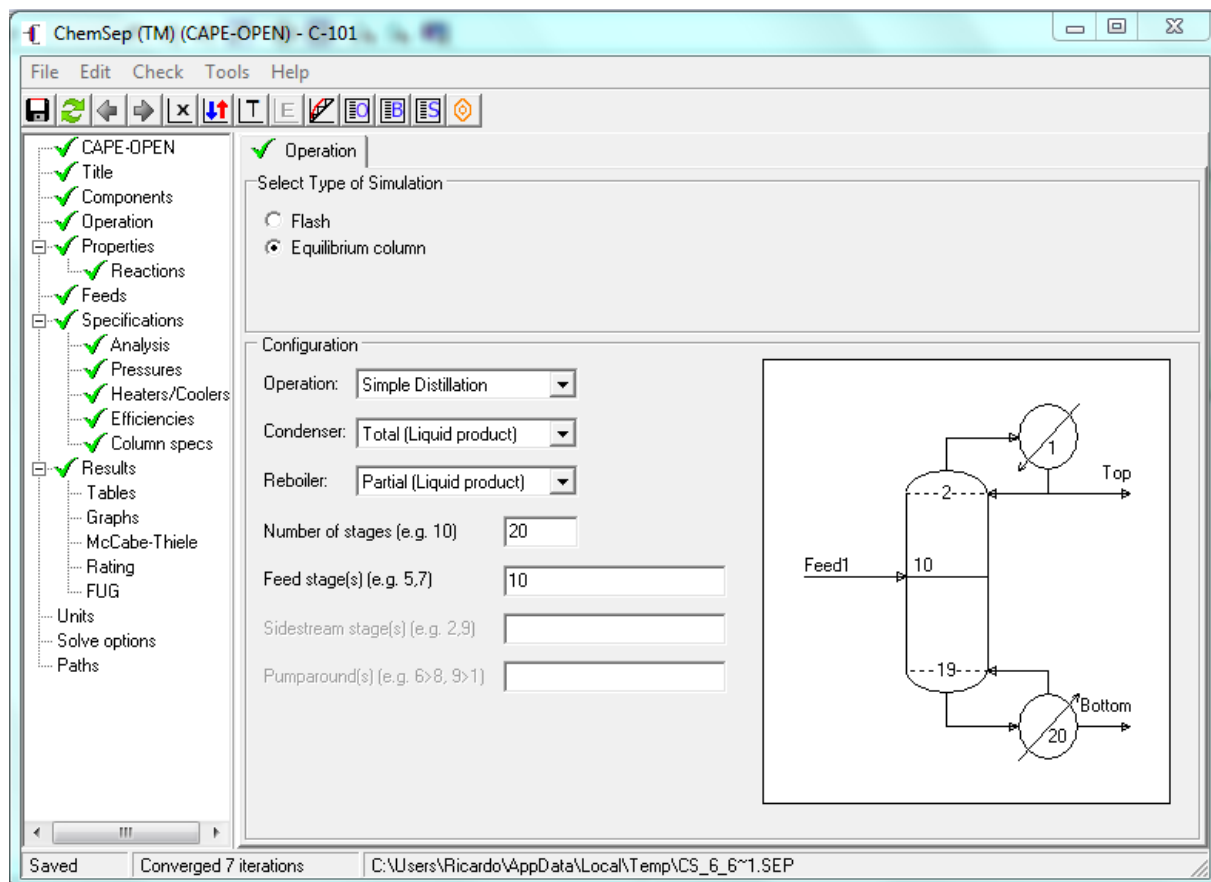 ChemSep (TM) (CAPE-OPEN) - C-101
File Edit Check Tools Help
CAPE-OPEN
Title
Components
Operation
Properties
Reactions
Feeds
Specifications
Analysis
Pressures
Heaters/Coolers
Efficiencies
Column specs
Results
Tables
Graphs
McCabe-Thiele
Rating
FUG
Units
Solve options
Paths
Operation
Select Type of Simulation
Flash
Equilibrium column
Configuration
Operation: Simple Distillation
Condenser: Total (Liquid product)
Reboiler: Partial (Liquid product)
Number of stages (e.g. 10) 20
Feed stage(s) (e.g. 5,7) 10
Sidestream stage(s) (e.g. 2,9)
Pumparound(s) (e.g. 6>8, 9>1)
1
Top
2
Feed1 10
19
Bottom
20
Saved Converged 7 iterations C:\Users\Ricardo\AppData\Local\Temp\CS_6_6~1.SEP